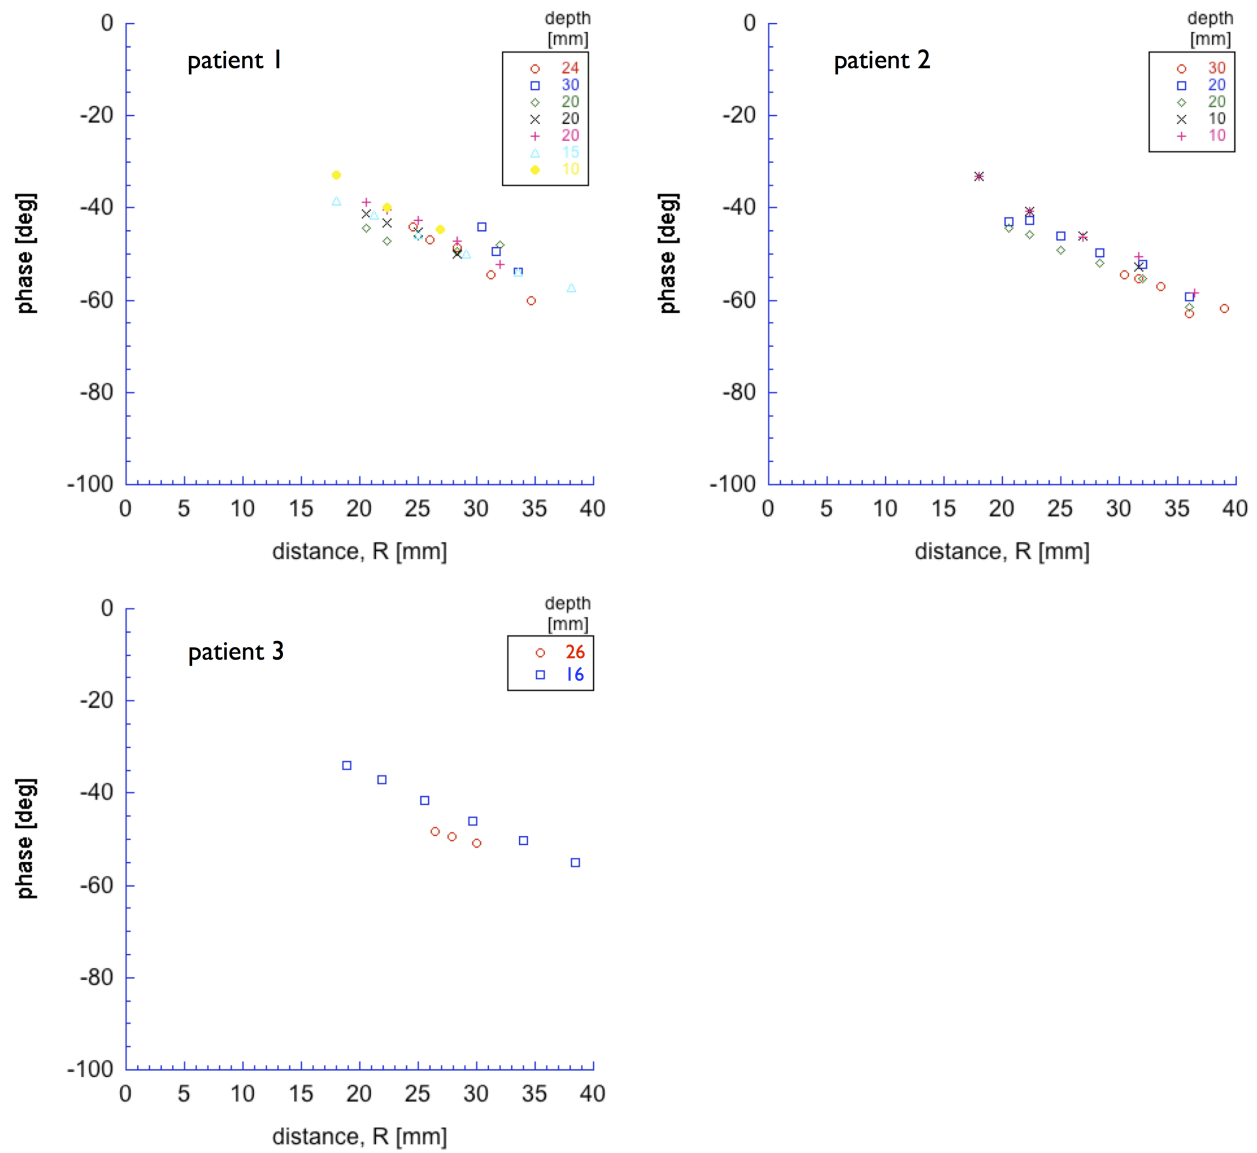 patient 1
depth
[mm]
24
30
20
20
20
15
10
0
-20
-40
-60
-80
-100
phase [deg]
0 5 10 15 20 25 30 35 40
distance, R [mm]
patient 2
depth
[mm]
30
20
20
10
10
0
-20
-40
-60
-80
-100
phase [deg]
0 5 10 15 20 25 30 35 40
distance, R [mm]
patient 3
depth
[mm]
26
16
0
-20
-40
-60
-80
-100
phase [deg]
0 5 10 15 20 25 30 35 40
distance, R [mm]